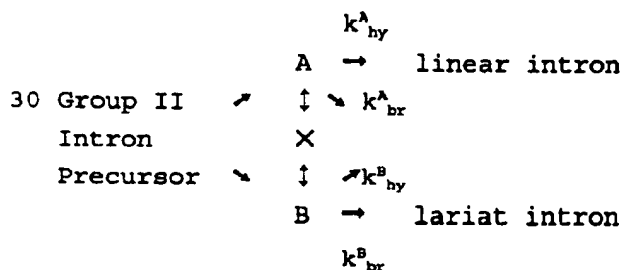 k^A_hy
A → linear intron
30 Group II ↗ ↕ ↘ k^A_br
Intron ✕
Precursor ↘ ↕ ↗ k^B_hy
B → lariat intron
k^B_br